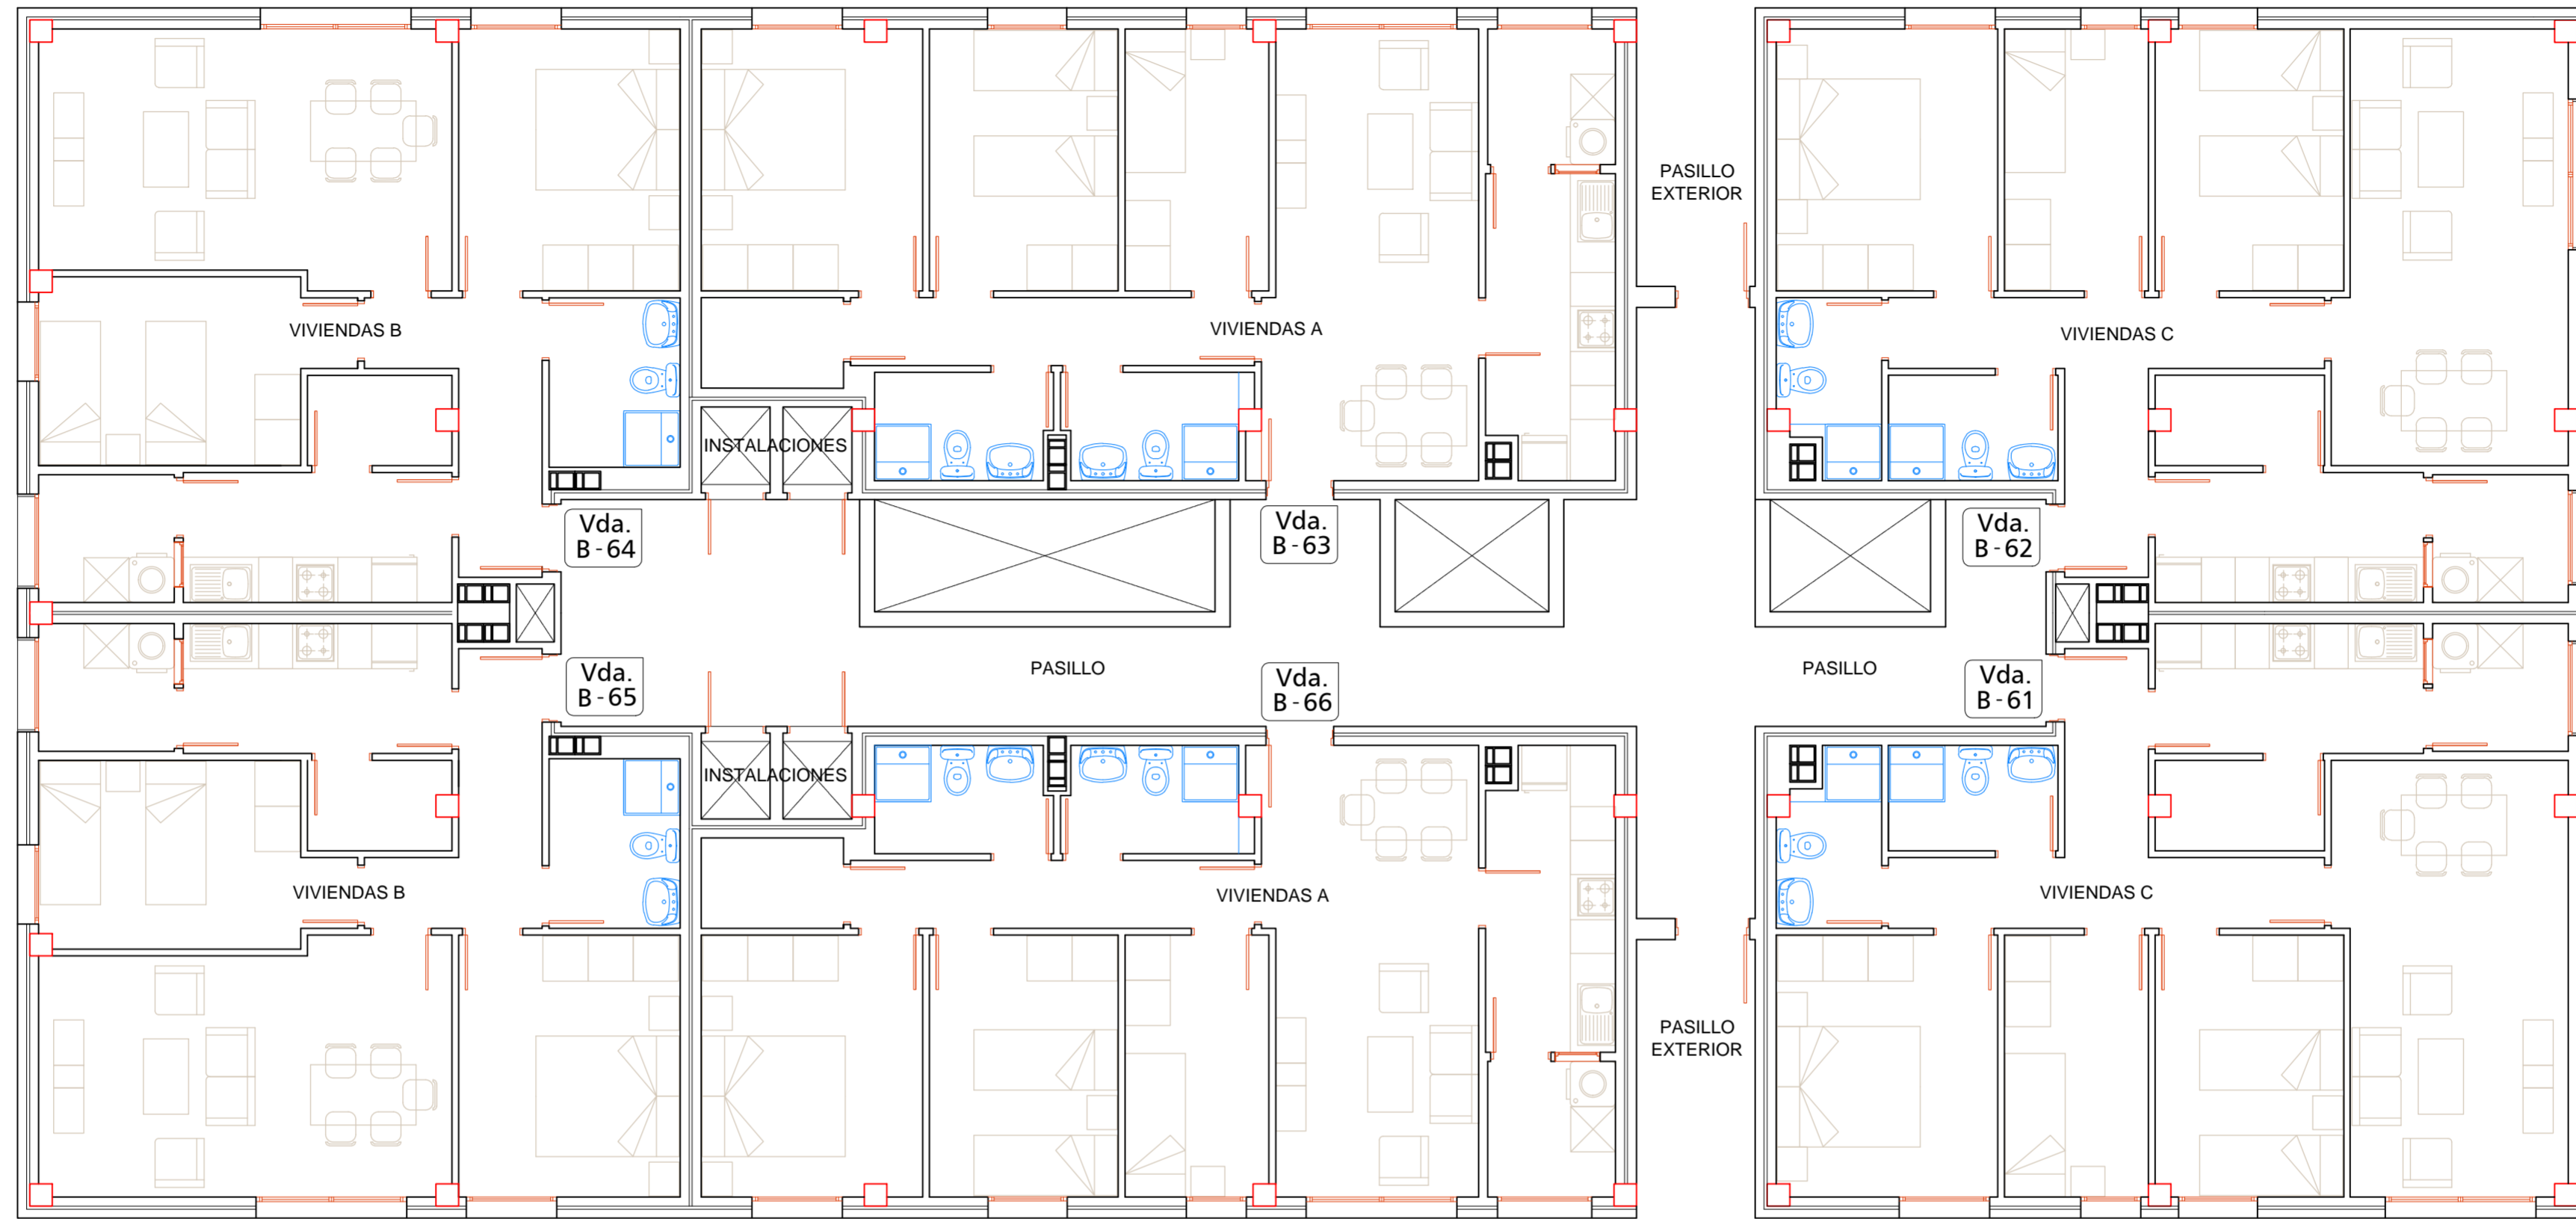 PASILLO
EXTERIOR
VIVIENDAS B
VIVIENDAS A
VIVIENDAS C
INSTALACIONES
Vda.
B-64
Vda.
B-63
Vda.
B-62
PASILLO
PASILLO
Vda.
B-65
Vda.
B-66
Vda.
B-61
INSTALACIONES
VIVIENDAS B
VIVIENDAS A
VIVIENDAS C
PASILLO
EXTERIOR